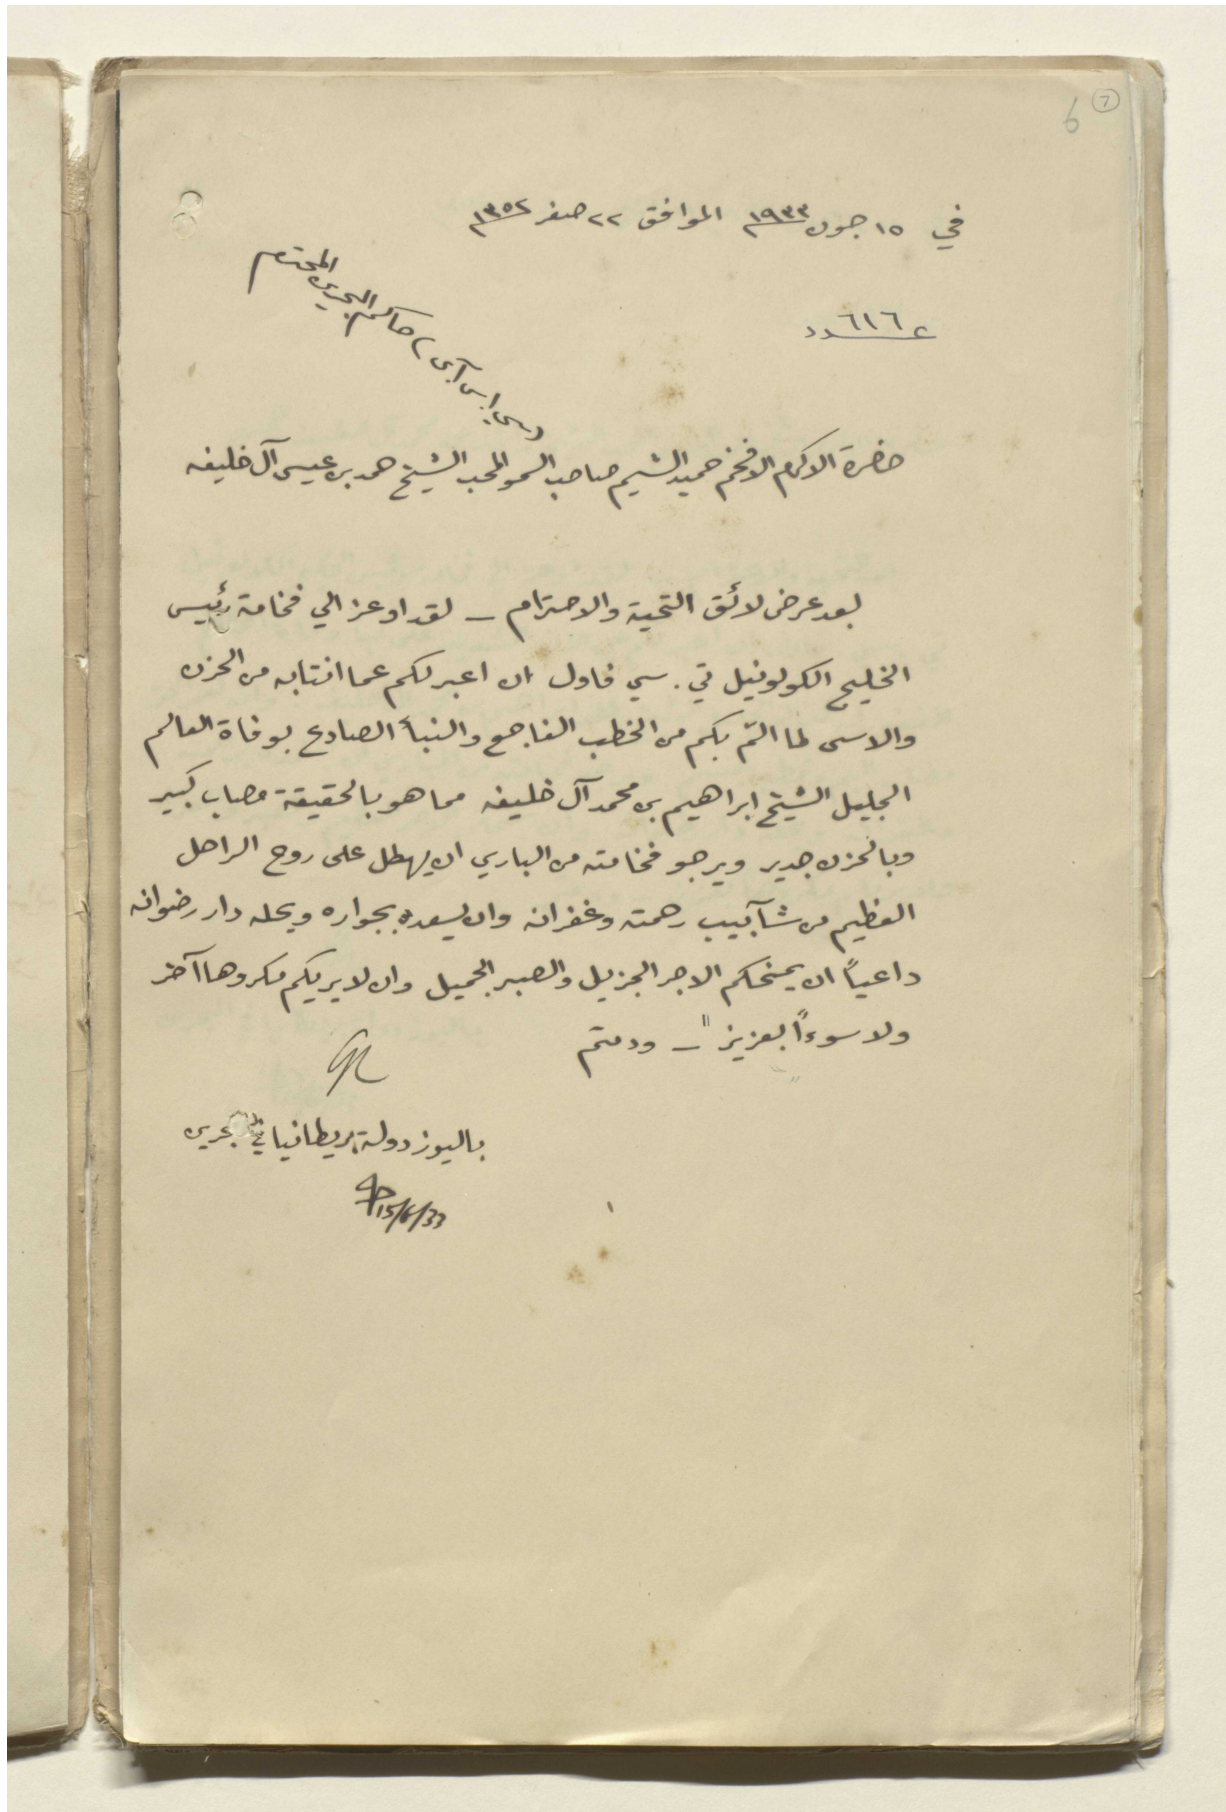 6 7
في ١٥ جون ١٩٣٣ الموافق ٢٢ صفر ١٣٥٢
عدد ٦١٦
حضرة الاكرم الافخم حميد الشيم صاحب السمو المحب الشيخ حمد بن عيسى آل خليفه
(سي. اس. آي) حاكم البحرين المحترم
بعد عرض لائق التحية والاحترام – لقد اوعز الي فخامة رئيس
الخليج الكولونيل تي. سي فاول ان اعبر لكم عما انتابه من الحزن
والاسى لما المّ بكم من الخطب الفاجع والنبأ الصادع بوفاة العالم
الجليل الشيخ ابراهيم بن محمد آل خليفه مما هو بالحقيقة مصاب كبير
وبالحزن جدير ويرجو فخامته من الباري ان يهطل على روح الراحل
العظيم من شآبيب رحمته وغفرانه وان يسعده بجواره ويحله دار رضوانه
داعياً ان يمنحكم الاجر الجزيل والصبر الجميل وان لا يريكم مكروها آخر
ولا سوءاً بعزيز" – ودمتم
باليوز دولة بريطانيا في بحرين
15/6/33